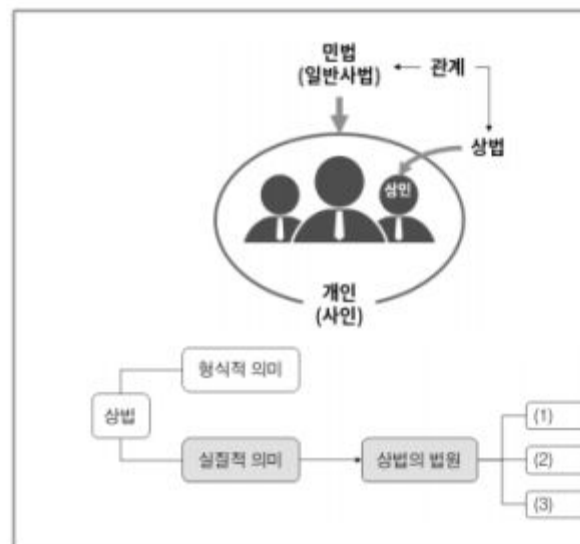 민법
(일반사법)
관계
상법
상인
개인
(사인)
형식적 의미
상법
실질적 의미
상법의 법원
(1)
(2)
(3)